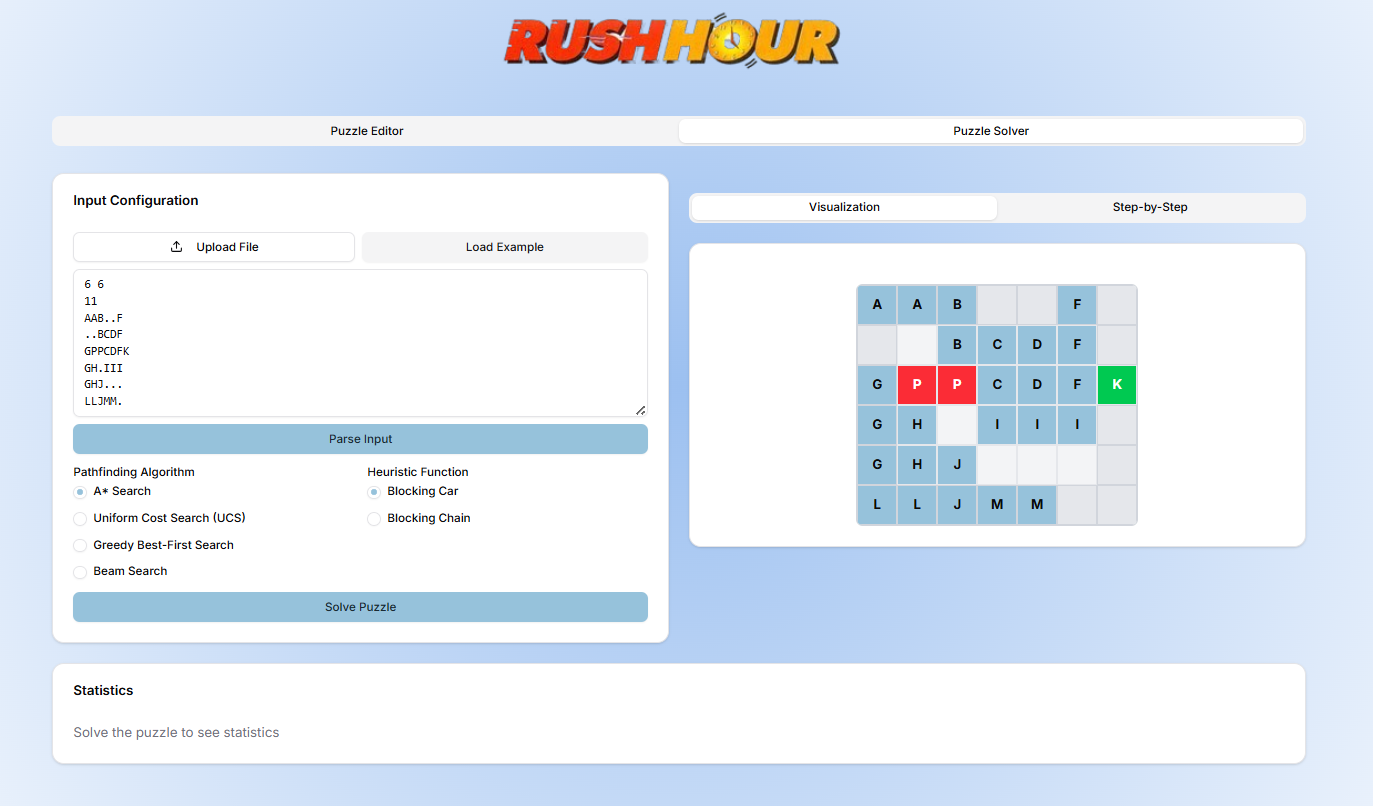 RUSH HOUR
Puzzle Editor
Puzzle Solver
Input Configuration
Upload File
Load Example
6 6
11
AAB..F
..BCDF
GPPCDFK
GH.III
GHJ...
LLJMM.
Parse Input
Pathfinding Algorithm
A* Search
Uniform Cost Search (UCS)
Greedy Best-First Search
Beam Search
Heuristic Function
Blocking Car
Blocking Chain
Solve Puzzle
Visualization
Step-by-Step
A A B F
B C D F
G P P C D F K
G H I I I
G H J
L L J M M
Statistics
Solve the puzzle to see statistics